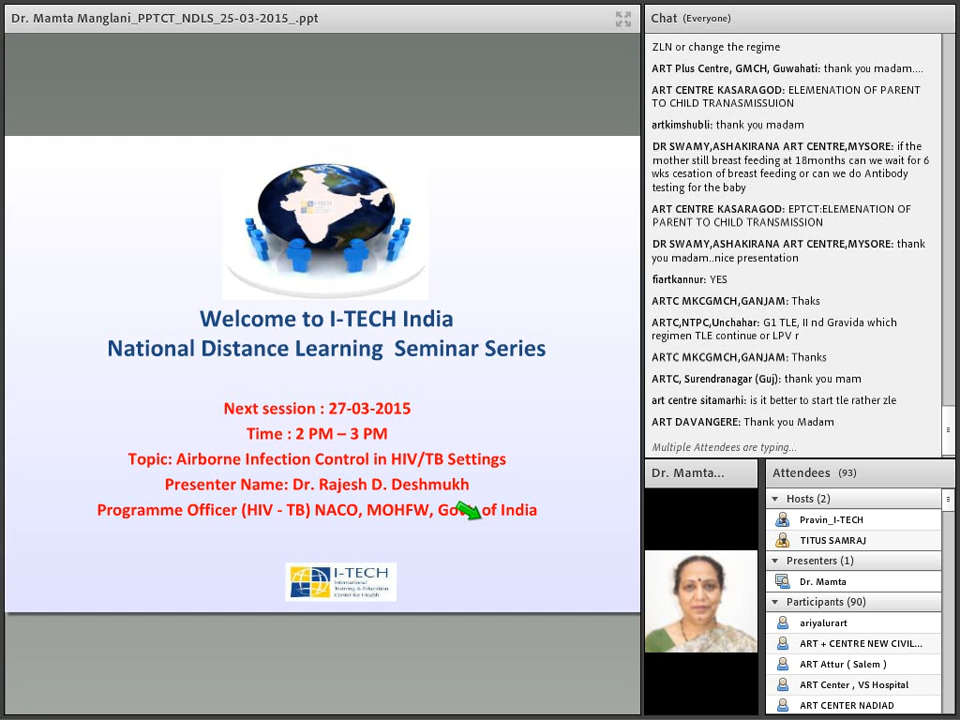 Dr. Mamta Manglani_PPTCT_NDLS_25-03-2015_.ppt
I-TECH
Welcome to I-TECH India
National Distance Learning Seminar Series
Next session : 27-03-2015
Time : 2 PM – 3 PM
Topic: Airborne Infection Control in HIV/TB Settings
Presenter Name: Dr. Rajesh D. Deshmukh
Programme Officer (HIV - TB) NACO, MOHFW, Gov of India
I-TECH
International
Training & Education
Center for Health
Chat (Everyone)
ZLN or change the regime
ART Plus Centre, GMCH, Guwahati: thank you madam....
ART CENTRE KASARAGOD: ELEMENATION OF PARENT
TO CHILD TRANASMISSUION
artkimshubli: thank you madam
DR SWAMY,ASHAKIRANA ART CENTRE,MYSORE: if the
mother still breast feeding at 18months can we wait for 6
wks cesation of breast feeding or can we do Antibody
testing for the baby
ART CENTRE KASARAGOD: EPTCT:ELEMENATION OF
PARENT TO CHILD TRANSMISSION
DR SWAMY,ASHAKIRANA ART CENTRE,MYSORE: thank
you madam..nice presentation
fiartkannur: YES
ARTC MKCGMCH,GANJAM: Thaks
ARTC,NTPC,Unchahar: G1 TLE, II nd Gravida which
regimen TLE continue or LPV r
ARTC MKCGMCH,GANJAM: Thanks
ARTC, Surendranagar (Guj): thank you mam
art centre sitamarhi: is it better to start tle rather zle
ART DAVANGERE: Thank you Madam
Multiple Attendees are typing...
Dr. Mamta...
Attendees (93)
Hosts (2)
Pravin_I-TECH
TITUS SAMRAJ
Presenters (1)
Dr. Mamta
Participants (90)
ariyalurart
ART + CENTRE NEW CIVIL...
ART Attur ( Salem )
ART Center , VS Hospital
ART CENTER NADIAD